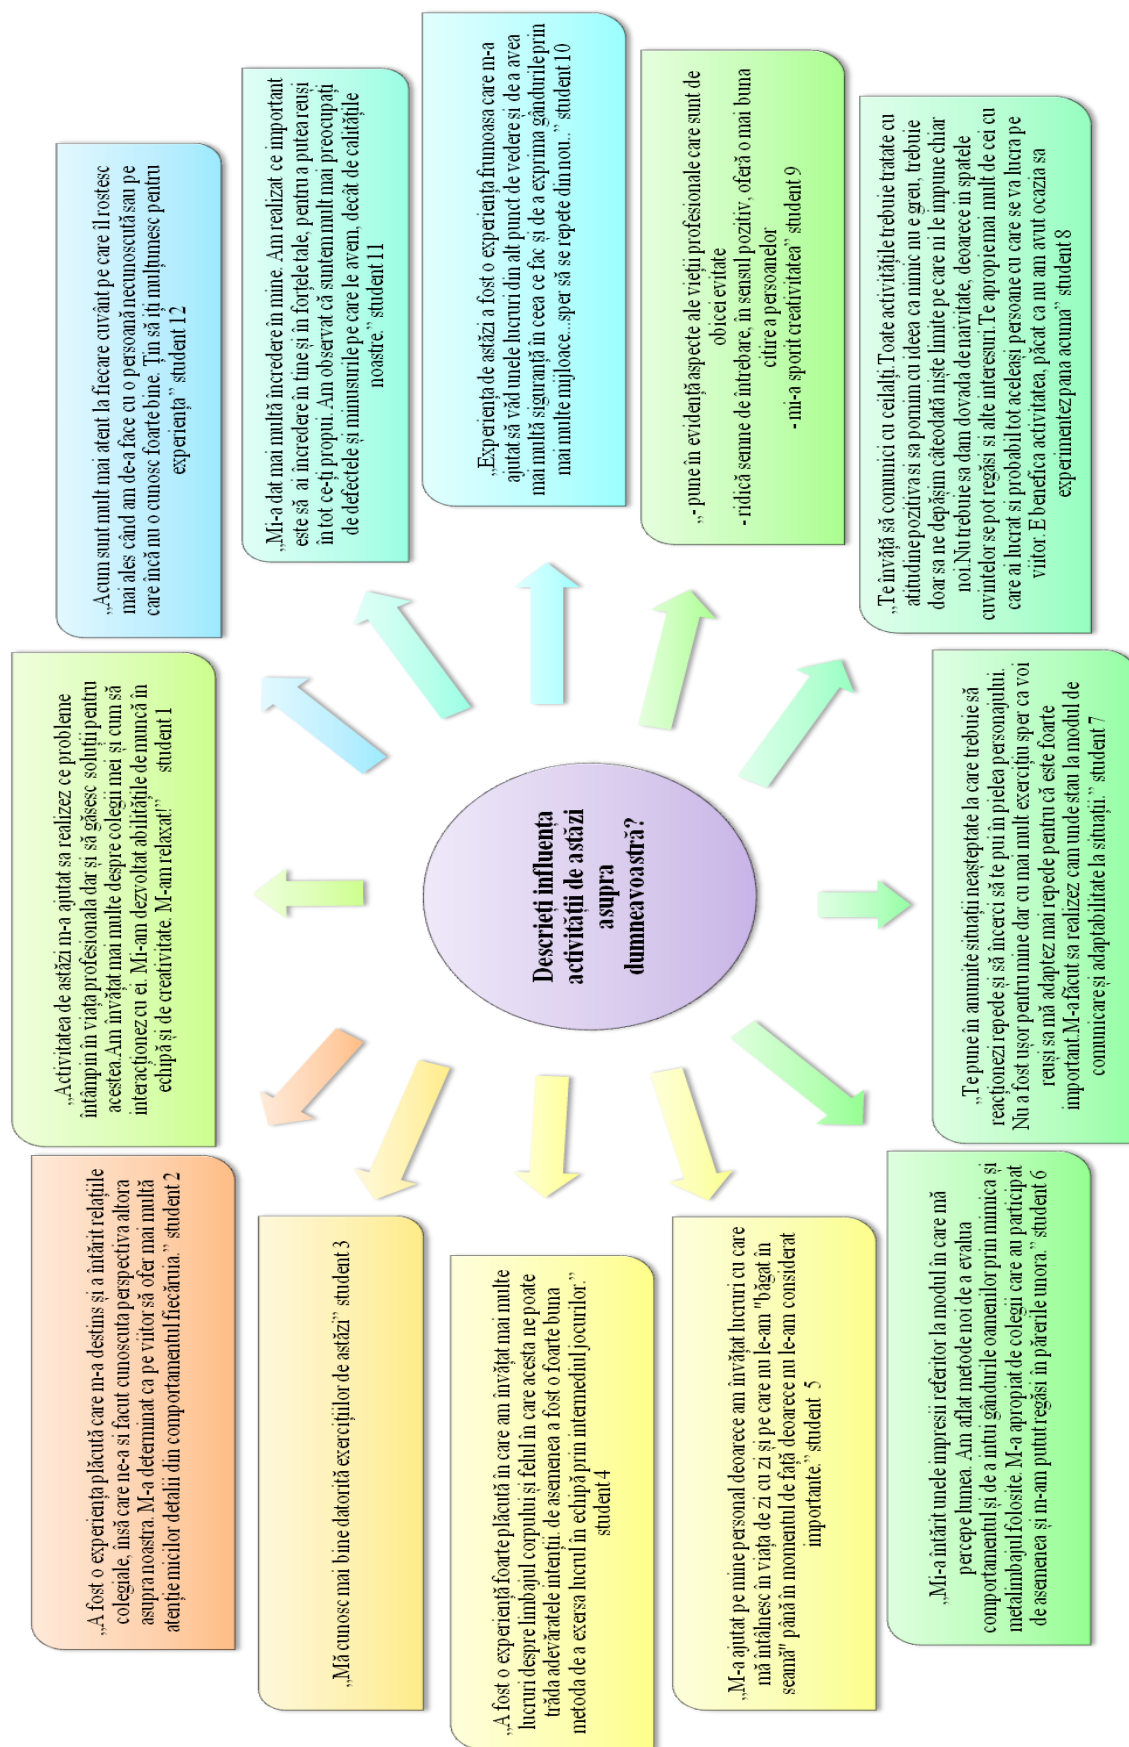 Descrieți influența
activității de astăzi
asupra
dumneavoastră?
„Activitatea de astăzi m-a ajutat sa realizez ce probleme
întâmpin în viața profesionala dar și să găsesc soluții pentru
acestea. Am învățat mai multe despre colegii mei și cum să
interacționez cu ei. Mi-am dezvoltat abilitățile de muncă în
echipă și de creativitate. M-am relaxat!” student 1
„A fost o experiența plăcută care m-a destins și a întărit relațiile
colegiale, însă care ne-a si facut cunoscuta perspectiva altora
asupra noastra. M-a determinat ca pe viitor să ofer mai multă
atenție micilor detalii din comportamentul fiecăruia.” student 2
„Mă cunosc mai bine datorită exercițiilor de astăzi” student 3
„A fost o experiență foarte plăcută în care am învățat mai multe
lucruri despre limbajul corpului și felul în care acesta ne poate
trăda adevăratele intenții. de asemenea a fost o foarte buna
metoda de a exersa lucrul în echipă prin intermediul jocurilor.”
student 4
„M-a ajutat pe mine personal deoarece am învățat lucruri cu care
mă întâlnesc în viața de zi cu zi și pe care nu le-am "băgat în
seamă" până în momentul de față deoarece nu le-am considerat
importante.” student 5
„Mi-a întărit unele impresii referitor la modul în care mă
percepe lumea. Am aflat metode noi de a evalua
comportamentul și de a intui gândurile oamenilor prin mimica și
metalimbajul folosite. M-a apropiat de colegii care au participat
de asemenea și m-am putut regăsi în părerile unora.” student 6
„Te pune în anumite situații neașteptate la care trebuie să
reacționezi repede și să încerci să te pui în pielea personajului.
Nu a fost ușor pentru mine dar cu mai mult exercițiu sper ca voi
reuși sa mă adaptez mai repede pentru că este foarte
important.M-a făcut sa realizez cam unde stau la modul de
comunicare și adaptabilitate la situații.” student 7
„Te învăță să comunici cu ceilalți.Toate activitățile trebuie tratate cu
atitudine pozitiva si sa pornim cu ideea ca nimic nu e greu, trebuie
doar sa ne depășim câteodată niște limite pe care ni le impune chiar
noi.Nu trebuie sa dam dovada de naivitate, deoarece in spatele
cuvintelor se pot regăsi si alte interesuri.Te apropie mai mult de cei cu
care ai lucrat si probabil tot aceleași persoane cu care se va lucra pe
viitor. E benefica activitatea, păcat ca nu am avut ocazia sa
experimentez pana acuma” student 8
„- pune în evidență aspecte ale vieții profesionale care sunt de
obicei evitate
- ridică semne de întrebare, în sensul pozitiv, oferă o mai buna
citire a persoanelor
- mi-a sporit creativitatea” student 9
„Experiența de astăzi a fost o experiența frumoasa care m-a
ajutat să văd unele lucruri din alt punct de vedere și de a avea
mai multă siguranță în ceea ce fac și de a exprima gândurile prin
mai multe mijloace...sper să se repete din nou..” student 10
„Mi-a dat mai multă încredere in mine. Am realizat ce important
este să ai încredere in tine și în forțele tale, pentru a putea reuși
în tot ce-ți propui. Am observat că suntem mult mai preocupați
de defectele și minusurile pe care le avem, decât de calitățile
noastre.” student 11
„Acum sunt mult mai atent la fiecare cuvânt pe care îl rostesc
mai ales când am de-a face cu o persoană necunoscută sau pe
care încă nu o cunosc foarte bine. Țin să îți mulțumesc pentru
experiența” student 12